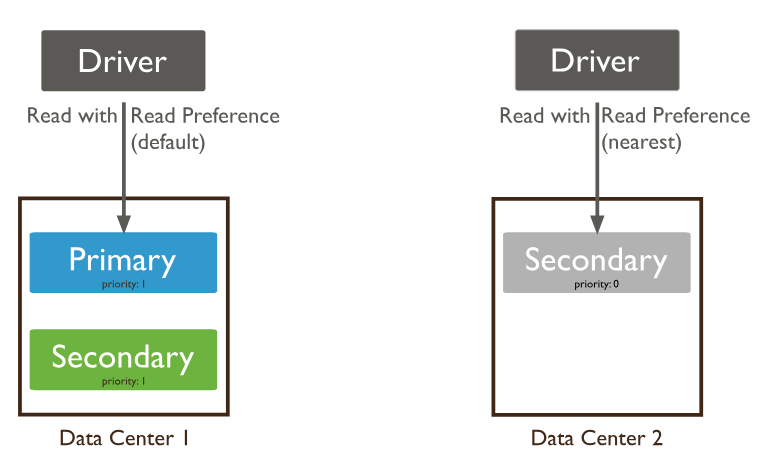 Driver
Read with Read Preference
(default)
Primary
priority: 1
Secondary
priority: 1
Data Center 1
Driver
Read with Read Preference
(nearest)
Secondary
priority: 0
Data Center 2